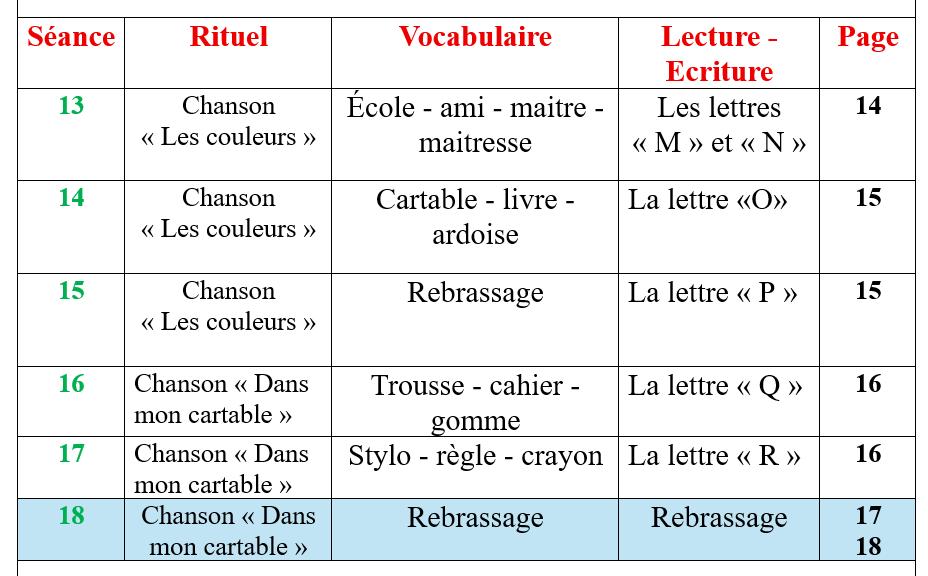 Séance Rituel Vocabulaire Lecture - Page
Ecriture
13 Chanson École - ami - maitre - Les lettres 14
« Les couleurs » maitresse « M » et « N »
14 Chanson Cartable - livre - La lettre «O» 15
« Les couleurs » ardoise
15 Chanson Rebrassage La lettre « P » 15
« Les couleurs »
16 Chanson « Dans Trousse - cahier - La lettre « Q » 16
mon cartable » gomme
17 Chanson « Dans Stylo - règle - crayon La lettre « R » 16
mon cartable »
18 Chanson « Dans Rebrassage Rebrassage 17
mon cartable » 18